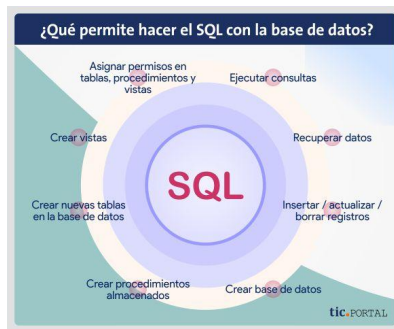 ¿Qué permite hacer el SQL con la base de datos?
Asignar permisos en
tablas, procedimientos y
vistas
Ejecutar consultas
Crear vistas
Recuperar datos
SQL
Crear nuevas tablas
en la base de datos
Insertar / actualizar /
borrar registros
Crear procedimientos
almacenados
Crear base de datos
tic.PORTAL